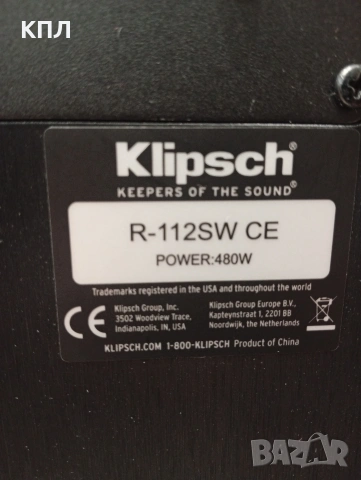 КПЛ
Klipsch®
KEEPERS OF THE SOUND®
R-112SW CE
POWER:480W
Trademarks registered in the USA and throughout the world
CE
Klipsch Group, Inc.
3502 Woodview Trace,
Indianapolis, IN, USA
Klipsch Group Europe B.V.,
Kapteynstraat 1, 2201 BB
Noordwijk, the Netherlands
KLIPSCH.COM 1-800-KLIPSCH Product of China
BAZAR